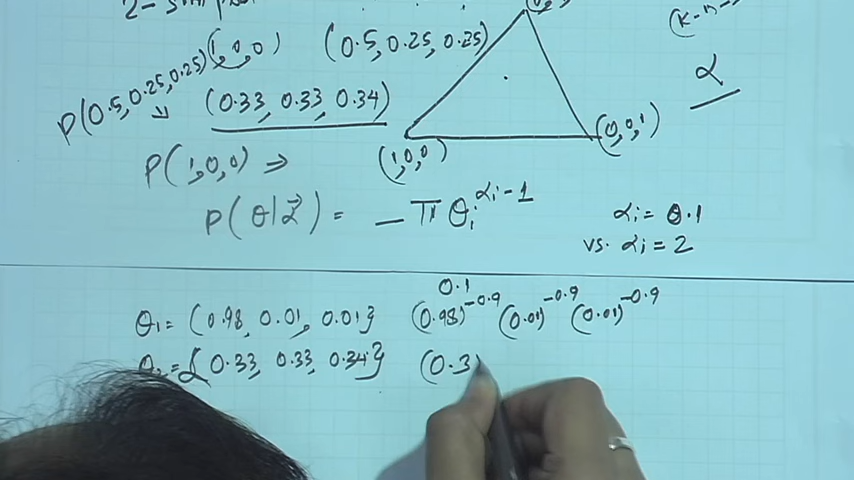 2-Simplex
(1,0,0) (0.5, 0.25, 0.25)
P(0.5, 0.25, 0.25)
(0.33, 0.33, 0.34)
(0,0,1)
(1,0,0)
α
P(1,0,0) ⇒
P(θ|α⃗) = — π θᵢ^αᵢ-1
αᵢ = 0.1
vs. αᵢ = 2
0.1
θ₁ = {0.98, 0.01, 0.01} (0.98)^-0.9 (0.01)^-0.9 (0.01)^-0.9
θ₂ = { 0.33, 0.33, 0.34} (0.3